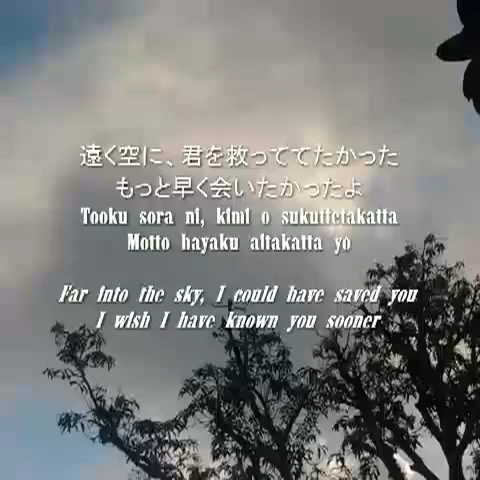 遠く空に、君を救っててたかった
もっと早く会いたかったよ
Tooku sora ni, kimi o sukuttetakatta
Motto hayaku aitakatta yo
Far into the sky, I could have saved you
I wish I have known you sooner